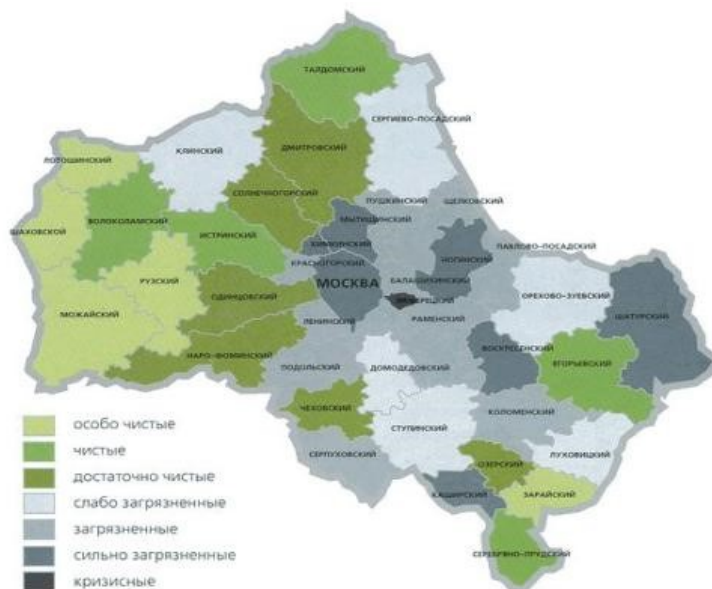 ТАЛДОМСКИЙ
СЕРГИЕВО-ПОСАДСКИЙ
КЛИНСКИЙ
ДМИТРОВСКИЙ
ЛОТОШИНСКИЙ
СОЛНЕЧНОГОРСКИЙ
ПУШКИНСКИЙ
ЩЕЛКОВСКИЙ
ВОЛОКОЛАМСКИЙ
МЫТИЩИНСКИЙ
ШАХОВСКОЙ
ИСТРИНСКИЙ
ХИМКИНСКИЙ
ПАВЛОВО-ПОСАДСКИЙ
НОГИНСКИЙ
КРАСНОГОРСКИЙ
РУЗСКИЙ
МОСКВА
БАЛАШИХИНСКИЙ
ОДИНЦОВСКИЙ
ЛЮБЕРЕЦКИЙ
ОРЕХОВО-ЗУЕВСКИЙ
МОЖАЙСКИЙ
ЛЕНИНСКИЙ
РАМЕНСКИЙ
ШАТУРСКИЙ
НАРО-ФОМИНСКИЙ
ВОСКРЕСЕНСКИЙ
ПОДОЛЬСКИЙ
ДОМОДЕДОВСКИЙ
ЕГОРЬЕВСКИЙ
ЧЕХОВСКИЙ
КОЛОМЕНСКИЙ
СТУПИНСКИЙ
СЕРПУХОВСКИЙ
ЛУХОВИЦКИЙ
ОЗЕРСКИЙ
КАШИРСКИЙ
ЗАРАЙСКИЙ
СЕРЕБРЯНО-ПРУДСКИЙ
особо чистые
чистые
достаточно чистые
слабо загрязненные
загрязненные
сильно загрязненные
кризисные